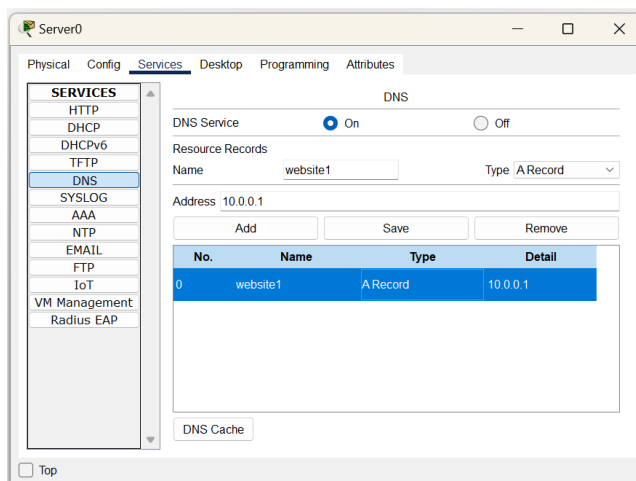 Server0
Physical Config Services Desktop Programming Attributes
SERVICES
HTTP
DHCP
DHCPv6
TFTP
DNS
SYSLOG
AAA
NTP
EMAIL
FTP
IoT
VM Management
Radius EAP
DNS
DNS Service On Off
Resource Records
Name website1 Type A Record
Address 10.0.0.1
Add Save Remove
No. Name Type Detail
0 website1 A Record 10.0.0.1
DNS Cache
Top